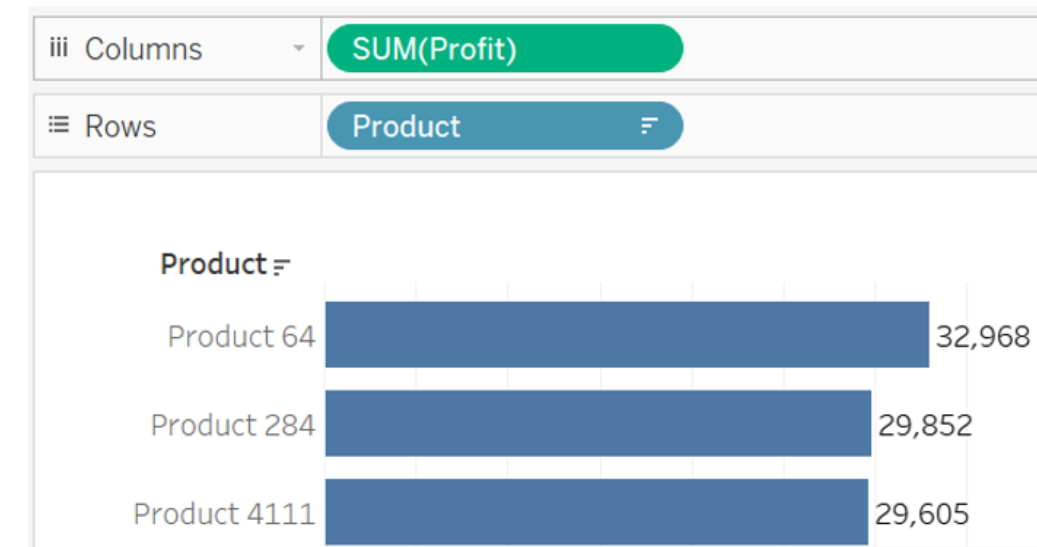 Columns SUM(Profit)
Rows Product
Product
Product 64 32,968
Product 284 29,852
Product 4111 29,605